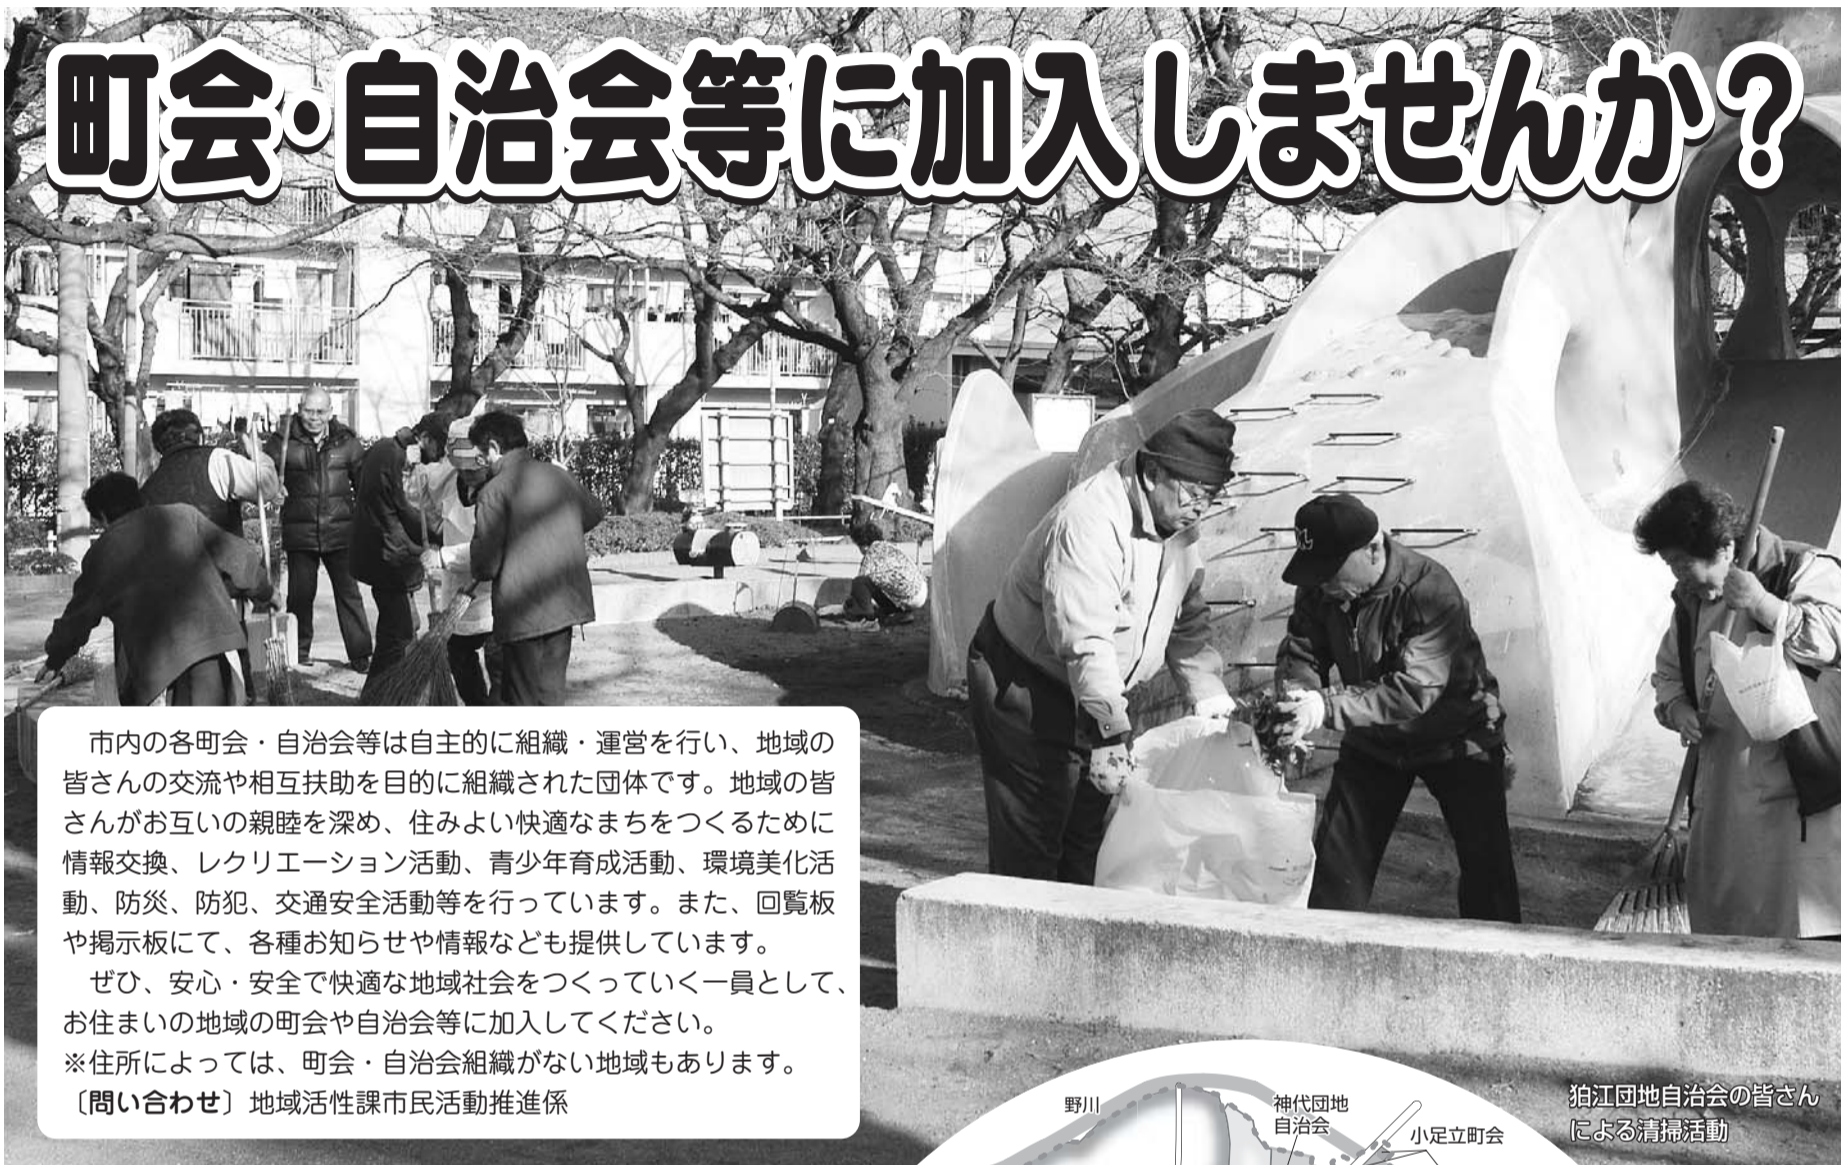 町会・自治会等に加入しませんか？
　市内の各町会・自治会等は自主的に組織・運営を行い、地域の
皆さんの交流や相互扶助を目的に組織された団体です。地域の皆
さんがお互いの親睦を深め、住みよい快適なまちをつくるために
情報交換、レクリエーション活動、青少年育成活動、環境美化活
動、防災、防犯、交通安全活動等を行っています。また、回覧板
や掲示板にて、各種お知らせや情報なども提供しています。
　ぜひ、安心・安全で快適な地域社会をつくっていく一員として、
お住まいの地域の町会や自治会等に加入してください。
※住所によっては、町会・自治会組織がない地域もあります。
〔問い合わせ〕地域活性課市民活動推進係
野川
神代団地
自治会
小足立町会
狛江団地自治会の皆さん
による清掃活動